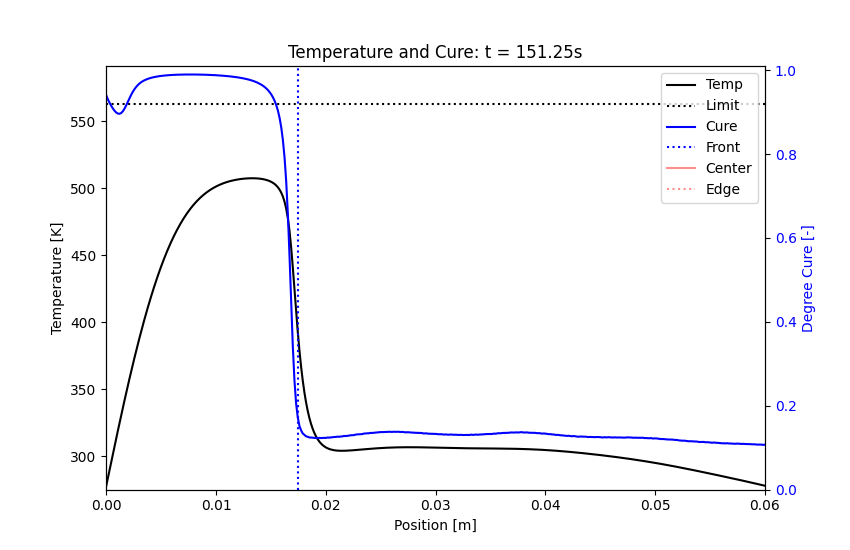 Temperature and Cure: t = 151.25s
Temp
Limit
Cure
Front
Center
Edge
550
500
450
400
350
300
Temperature [K]
1.0
0.8
0.6
0.4
0.2
0.0
Degree Cure [-]
0.00 0.01 0.02 0.03 0.04 0.05 0.06
Position [m]